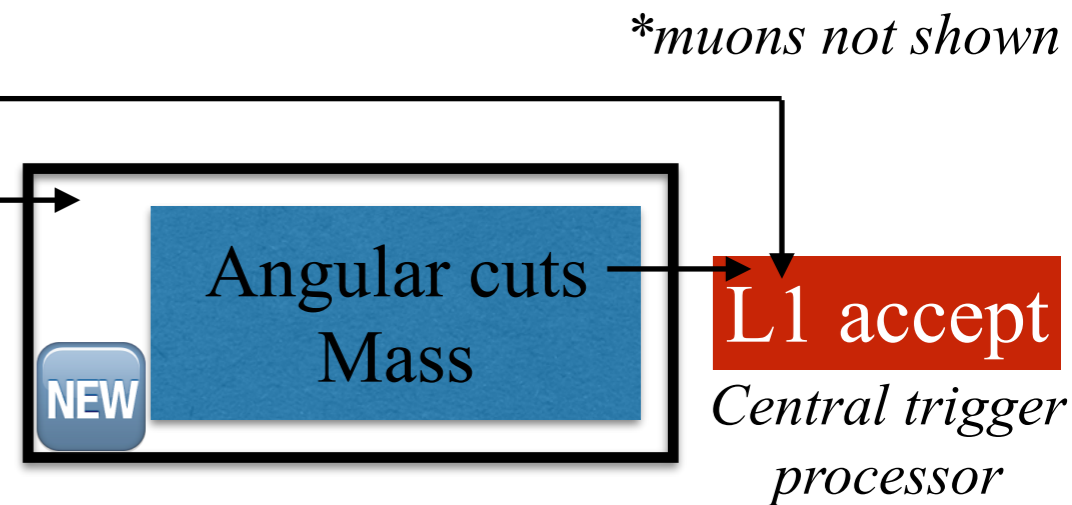 *muons not shown
Angular cuts
Mass
NEW
L1 accept
Central trigger
processor